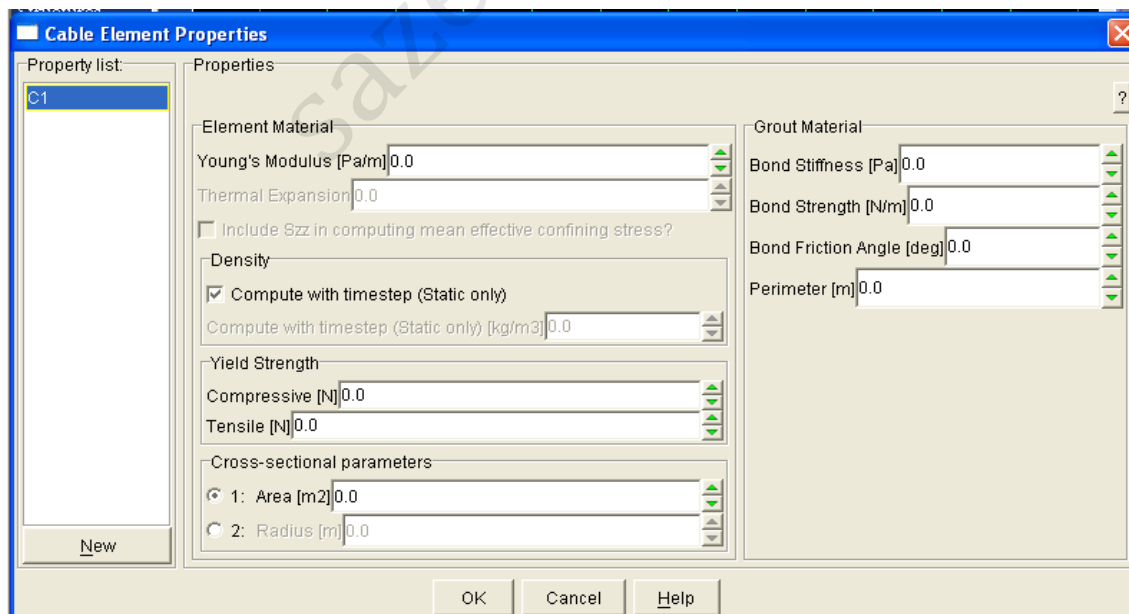 Cable Element Properties
Property list:
C1
New
Properties
?
Element Material
Young's Modulus [Pa/m] 0.0
Thermal Expansion 0.0
Include Szz in computing mean effective confining stress?
Density
Compute with timestep (Static only)
Compute with timestep (Static only) [kg/m3] 0.0
Yield Strength
Compressive [N] 0.0
Tensile [N] 0.0
Cross-sectional parameters
1: Area [m2] 0.0
2: Radius [m] 0.0
Grout Material
Bond Stiffness [Pa] 0.0
Bond Strength [N/m] 0.0
Bond Friction Angle [deg] 0.0
Perimeter [m] 0.0
OK Cancel Help
saze